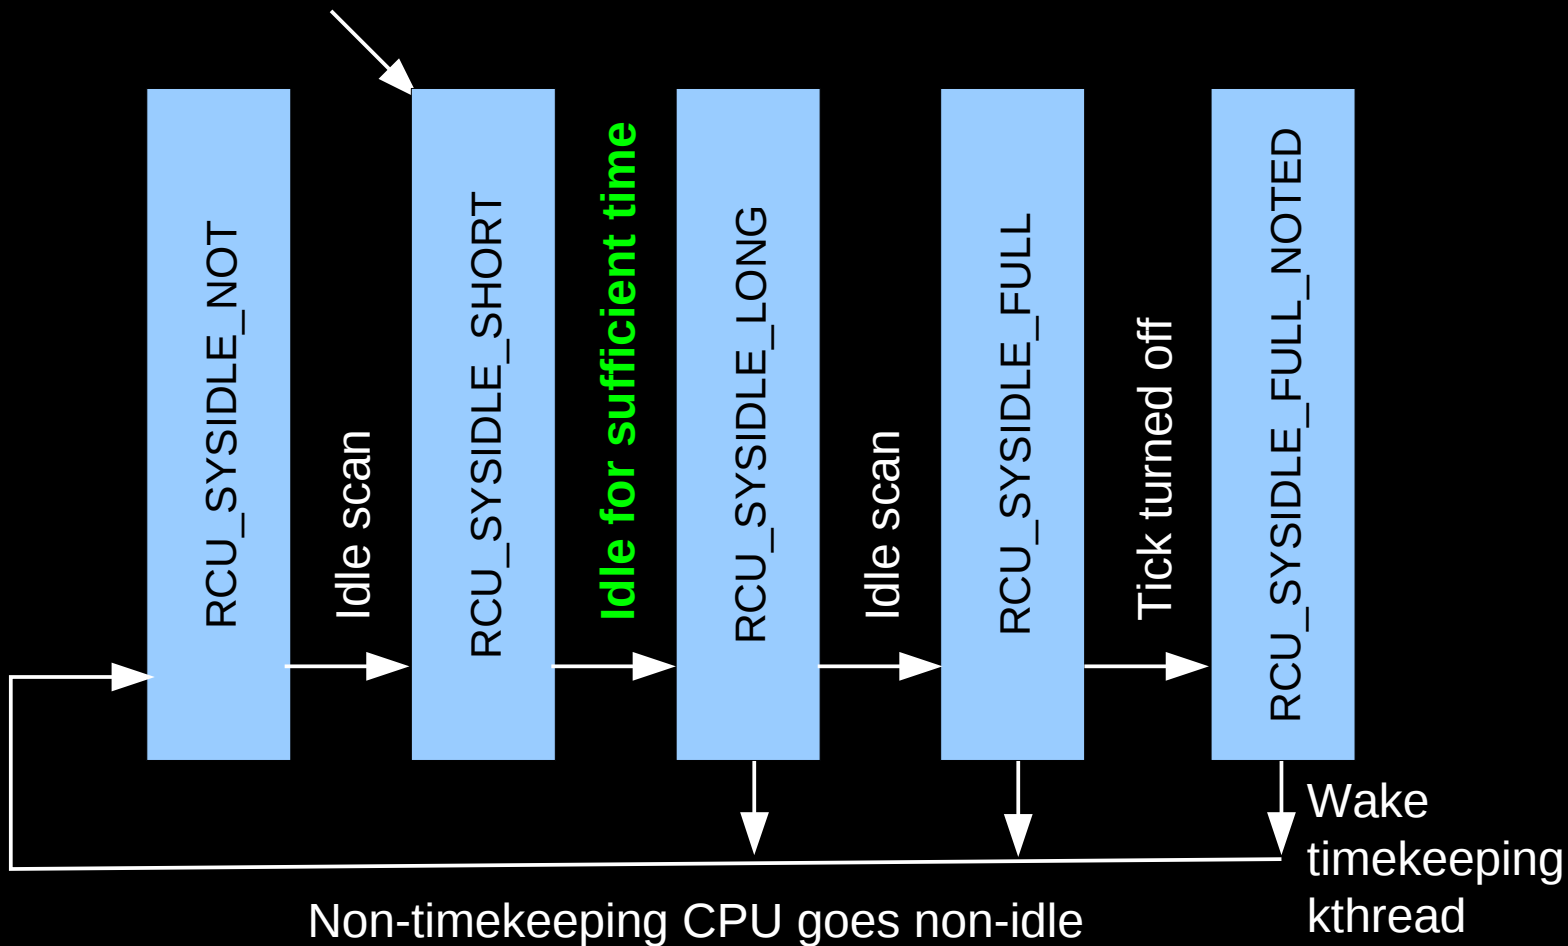 RCU_SYSIDLE_NOT
Idle scan
RCU_SYSIDLE_SHORT
Idle for sufficient time
RCU_SYSIDLE_LONG
Idle scan
RCU_SYSIDLE_FULL
Tick turned off
RCU_SYSIDLE_FULL_NOTED
Wake
timekeeping
kthread
Non-timekeeping CPU goes non-idle